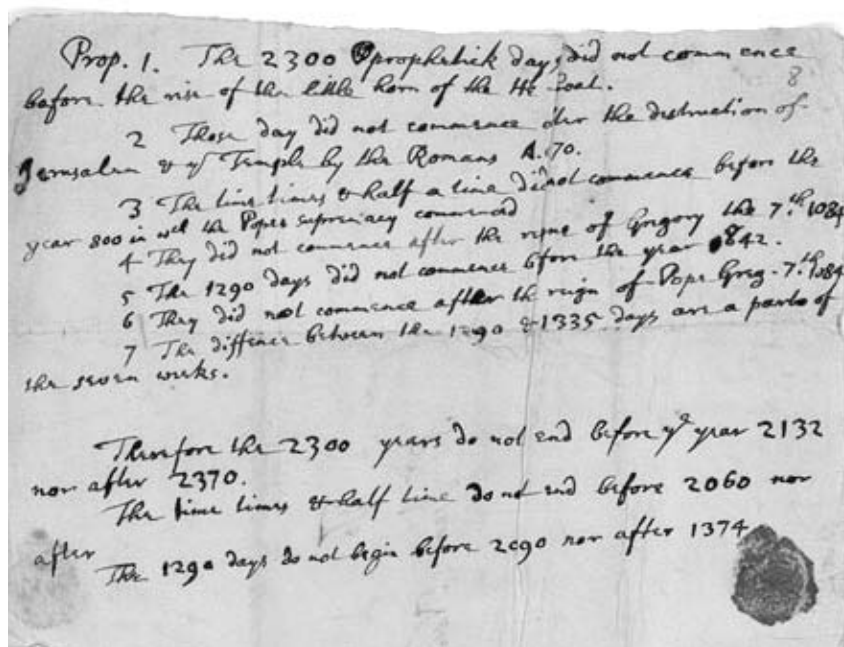 Prop. 1. The 2300 prophetick days did not commence
before the rise of the little horn of the He Goat.
8
2 Those day did not commence after the destruction of
Jerusalem & ye Temple by the Romans A. 70.
3 The time times & half a time did not commence before the
year 800 in wch the Popes supremacy commenced
4 They did not commence after the reigne of Gregory the 7th. 1084
5 The 1290 days did not commence bfore the year 842.
6 They did not commence after the reign of Pope Greg. 7th. 1084
7 The diffence between the 1290 & 1335 days are a parts of
the seven weeks.
Therefore the 2300 years do not end before ye year 2132
nor after 2370.
The time times & half time do not end before 2060 nor
after
The 1290 days do not begin before 2090 nor after 1374